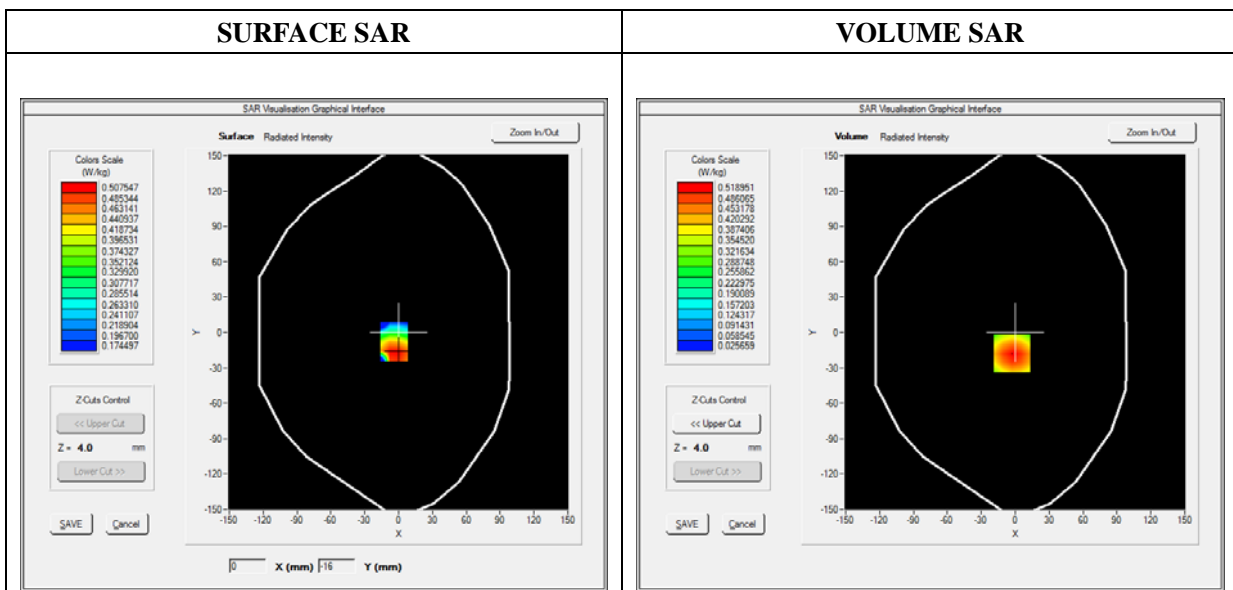 SURFACE SAR
VOLUME SAR
SAR Visualisation Graphical Interface
Surface Radiated Intensity
Zoom In/Out
Colors Scale
(W/kg)
0.507547
0.485344
0.463141
0.440937
0.418734
0.396531
0.374327
0.352124
0.329920
0.307717
0.285514
0.263310
0.241107
0.218904
0.196700
0.174497
Z-Cuts Control
<< Upper Cut
Z = 4.0 mm
Lower Cut >>
SAVE Cancel
150
120
90
60
30
0
-30
-60
-90
-120
-150
Y
-150 -120 -90 -60 -30 0 30 60 90 120 150
X
0 X (mm) -16 Y (mm)
SAR Visualisation Graphical Interface
Volume Radiated Intensity
Zoom In/Out
Colors Scale
(W/kg)
0.518951
0.486065
0.453178
0.420292
0.387406
0.354520
0.321634
0.288748
0.255862
0.222975
0.190089
0.157203
0.124317
0.091431
0.058545
0.025659
Z-Cuts Control
<< Upper Cut
Z = 4.0 mm
Lower Cut >>
SAVE Cancel
150
120
90
60
30
0
-30
-60
-90
-120
-150
Y
-150 -120 -90 -60 -30 0 30 60 90 120 150
X